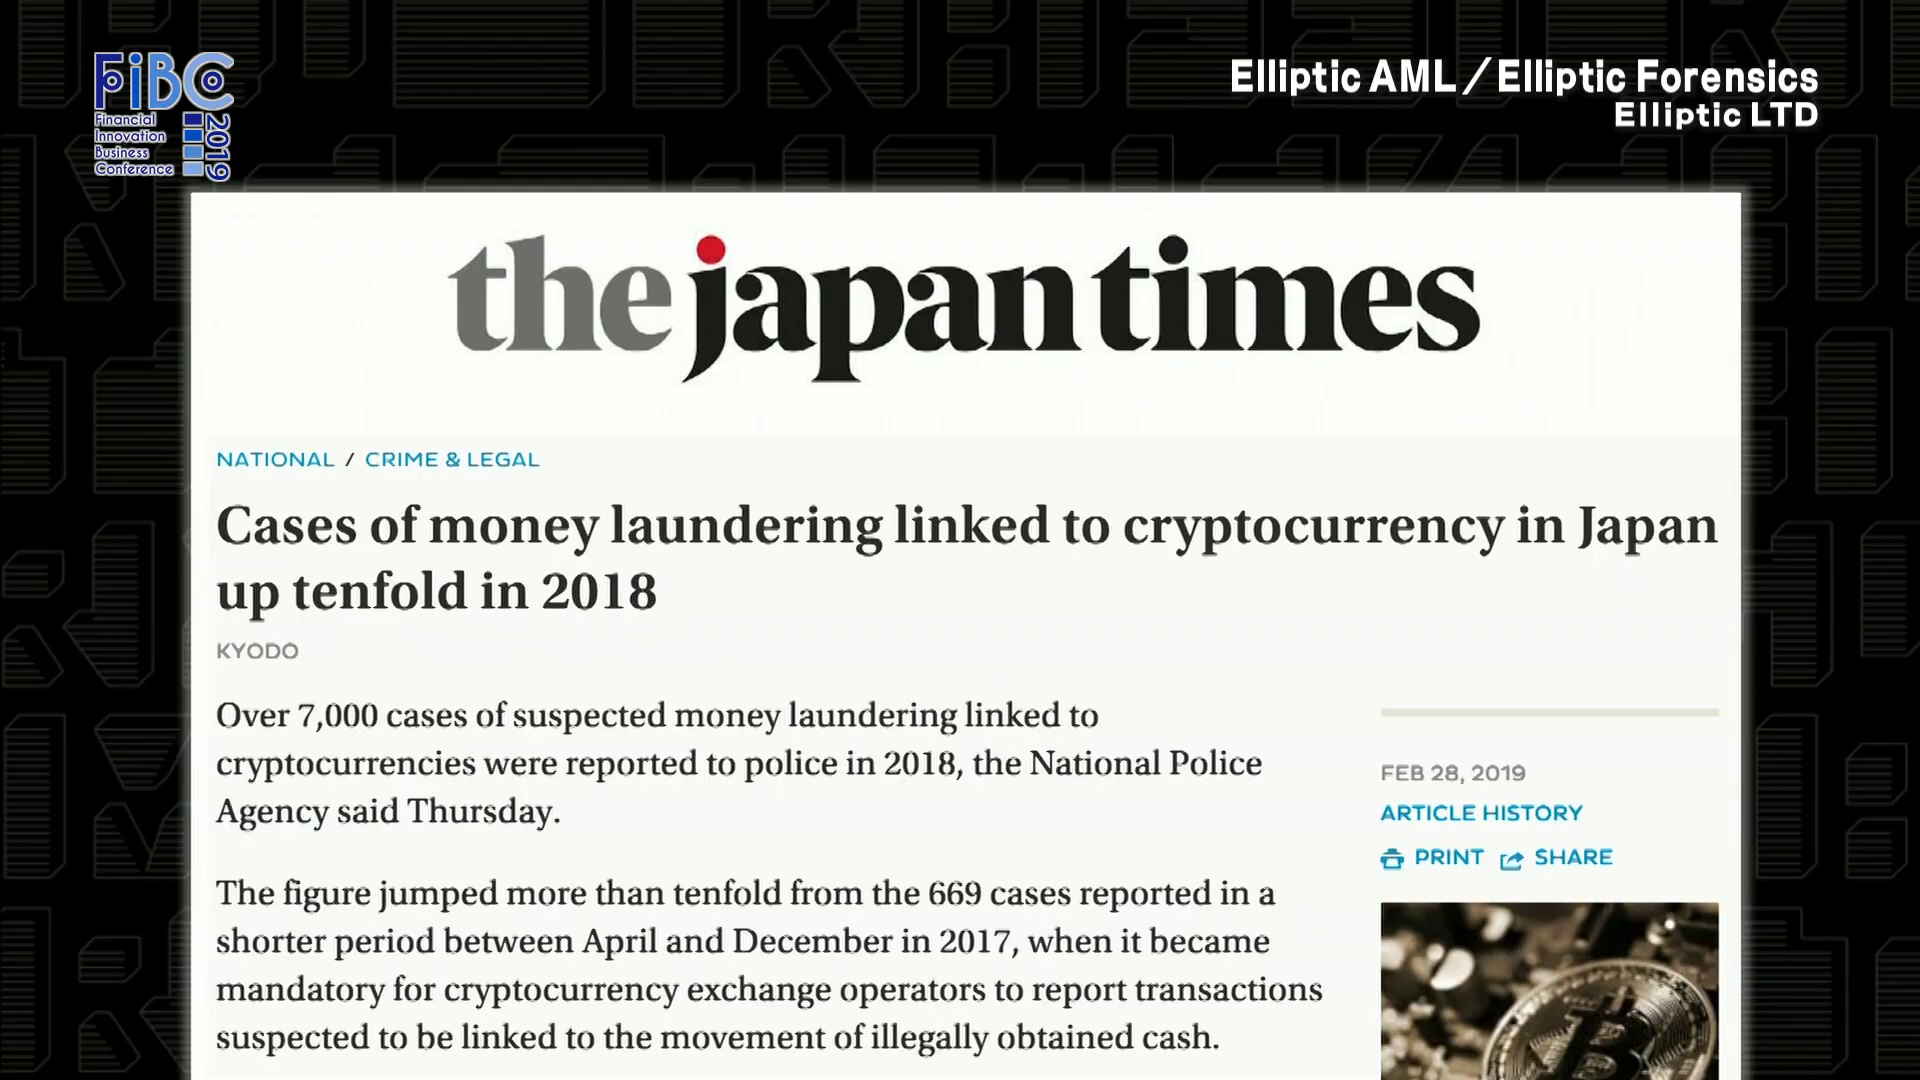 FiBC 2019
Financial
Innovation
Business
Conference
Elliptic AML／Elliptic Forensics
Elliptic LTD
the japan times
NATIONAL / CRIME & LEGAL
Cases of money laundering linked to cryptocurrency in Japan
up tenfold in 2018
KYODO
Over 7,000 cases of suspected money laundering linked to
cryptocurrencies were reported to police in 2018, the National Police
Agency said Thursday.
The figure jumped more than tenfold from the 669 cases reported in a
shorter period between April and December in 2017, when it became
mandatory for cryptocurrency exchange operators to report transactions
suspected to be linked to the movement of illegally obtained cash.
FEB 28, 2019
ARTICLE HISTORY
PRINT SHARE